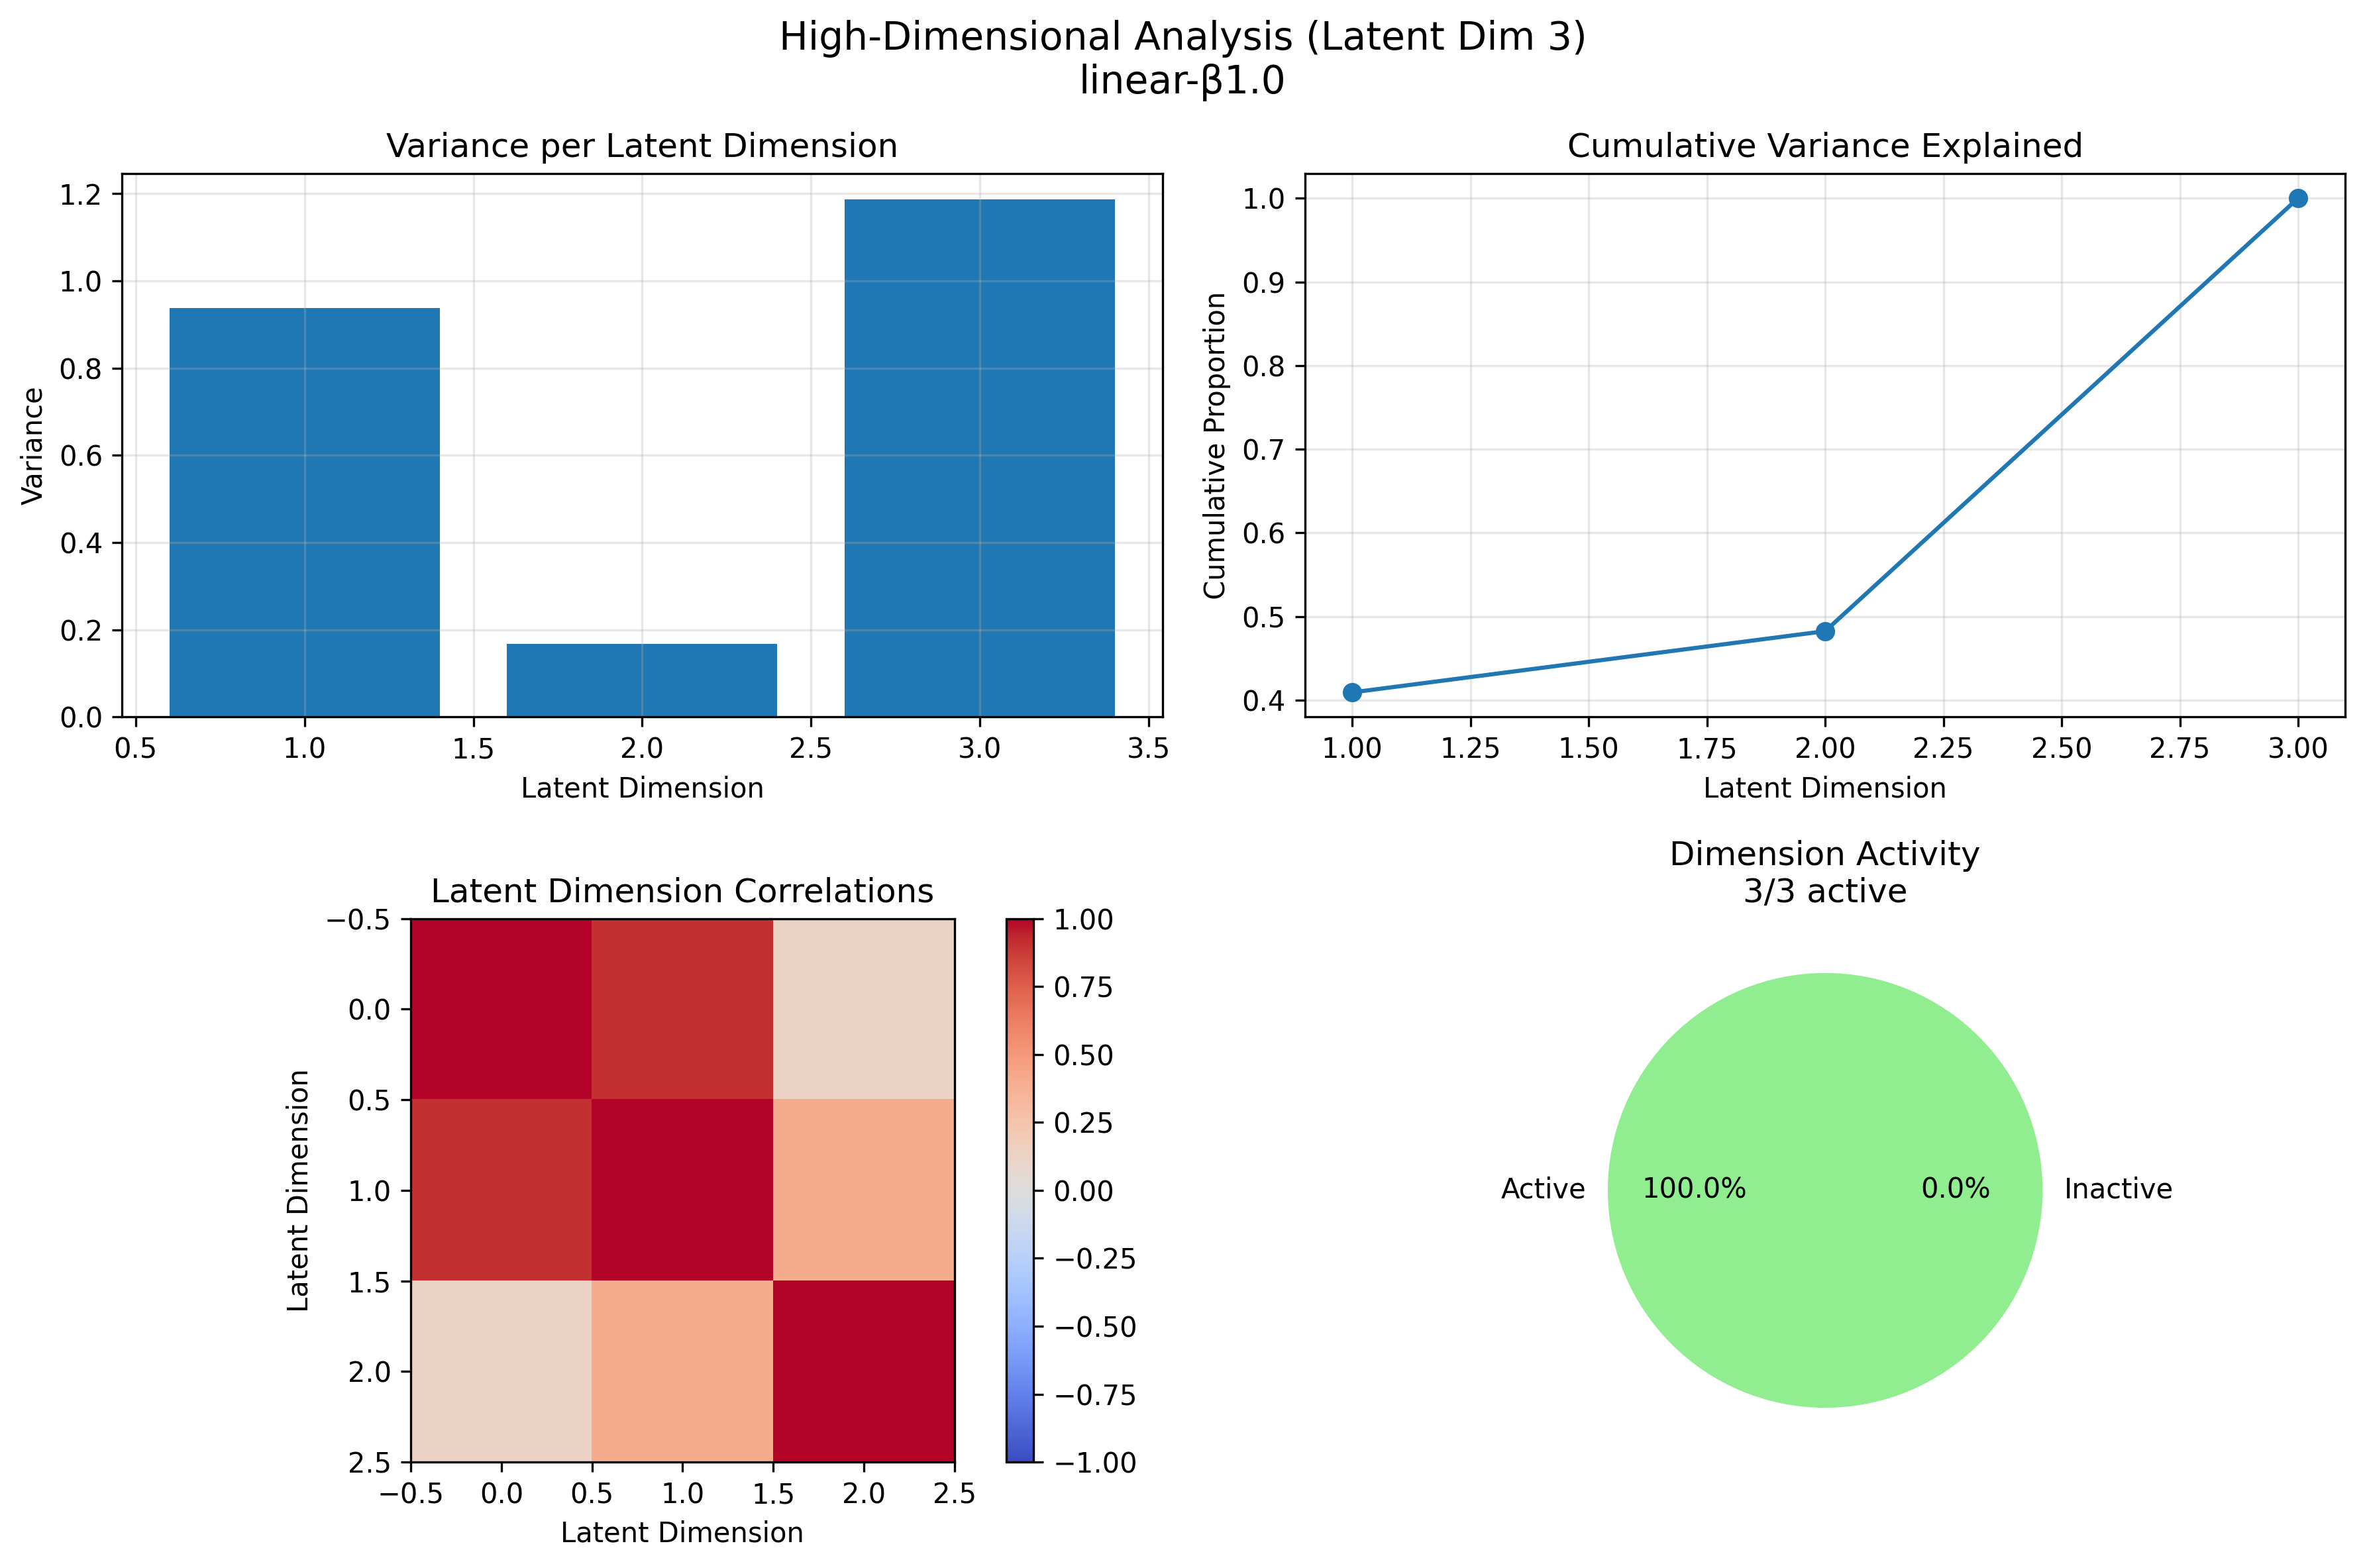 High-Dimensional Analysis (Latent Dim 3)
linear-β1.0
Variance per Latent Dimension
1.2
1.0
0.8
0.6
0.4
0.2
0.0
Variance
0.5 1.0 1.5 2.0 2.5 3.0 3.5
Latent Dimension
Cumulative Variance Explained
1.0
0.9
0.8
0.7
0.6
0.5
0.4
Cumulative Proportion
1.00 1.25 1.50 1.75 2.00 2.25 2.50 2.75 3.00
Latent Dimension
Latent Dimension Correlations
−0.5
0.0
0.5
1.0
1.5
2.0
2.5
Latent Dimension
−0.5 0.0 0.5 1.0 1.5 2.0 2.5
Latent Dimension
1.00
0.75
0.50
0.25
0.00
−0.25
−0.50
−0.75
−1.00
Dimension Activity
3/3 active
Active 100.0% 0.0% Inactive